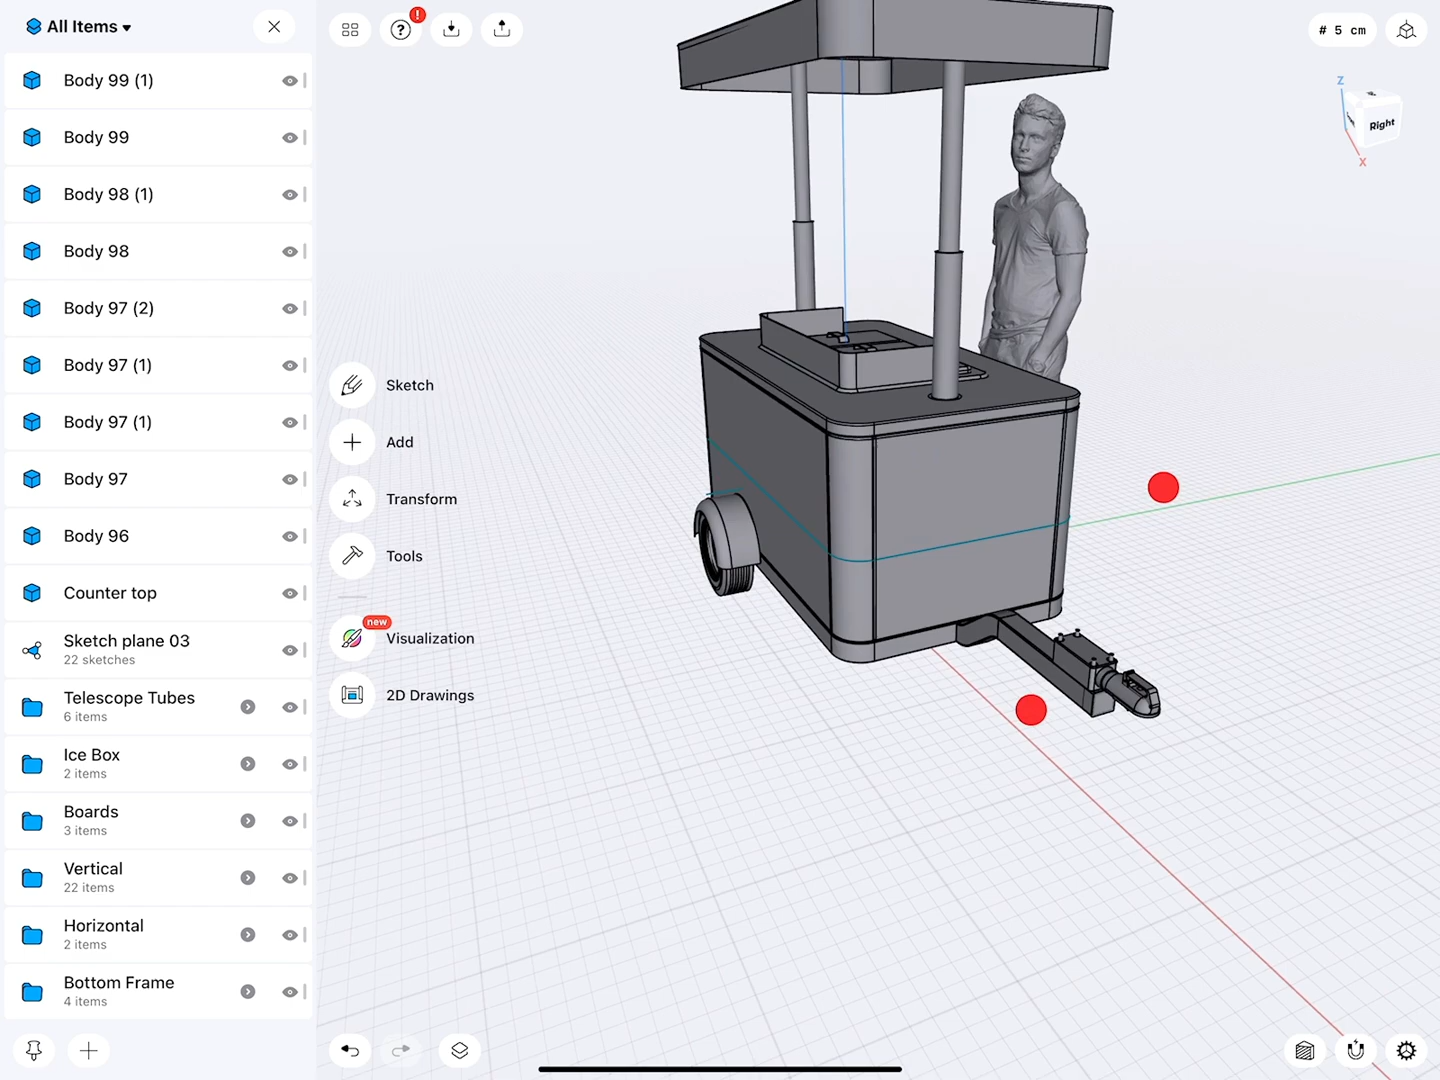 All Items
Body 99 (1)
Body 99
Body 98 (1)
Body 98
Body 97 (2)
Body 97 (1)
Body 97 (1)
Body 97
Body 96
Counter top
Sketch plane 03
22 sketches
Telescope Tubes
6 items
Ice Box
2 items
Boards
3 items
Vertical
22 items
Horizontal
2 items
Bottom Frame
4 items
Sketch
Add
Transform
Tools
new
Visualization
2D Drawings
?
!
# 5 cm
Z
Right
X